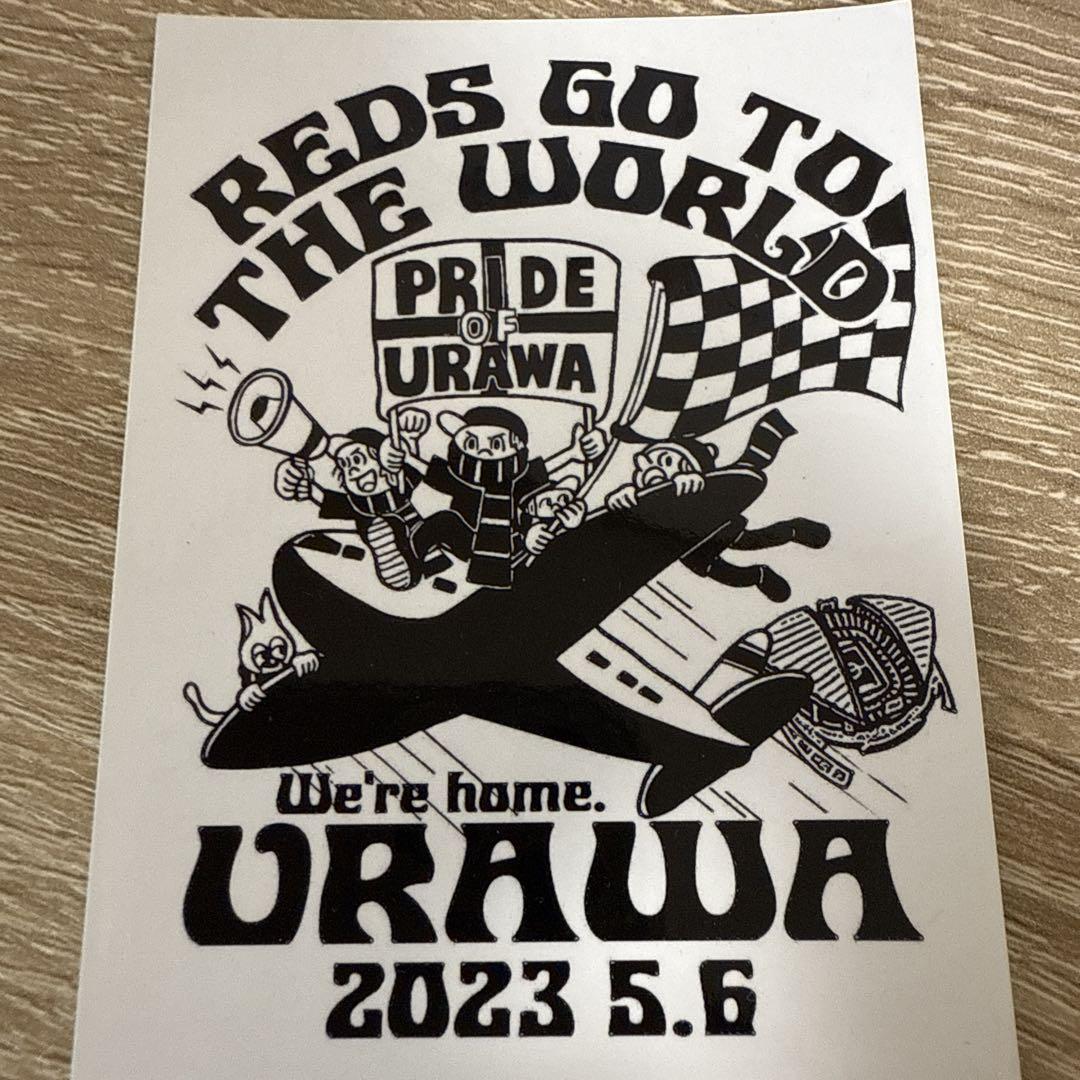 REDS GO TO
THE WORLD
PRIDE
OF
URAWA
We're home.
URAWA
2023 5.6